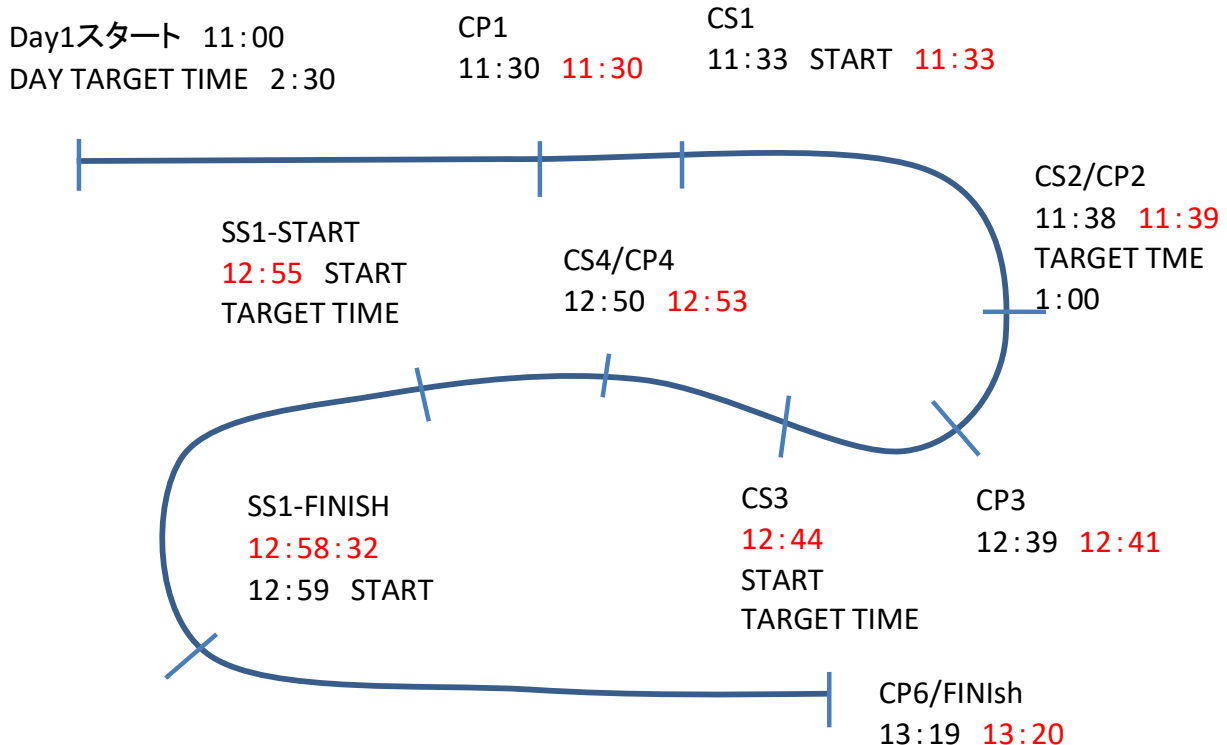 Day1スタート 11:00
DAY TARGET TIME 2:30
CP1
11:30 11:30
CS1
11:33 START 11:33
CS2/CP2
11:38 11:39
TARGET TME
1:00
SS1-START
12:55 START
TARGET TIME
CS4/CP4
12:50 12:53
SS1-FINISH
12:58:32
12:59 START
CS3
12:44
START
TARGET TIME
CP3
12:39 12:41
CP6/FINIsh
13:19 13:20